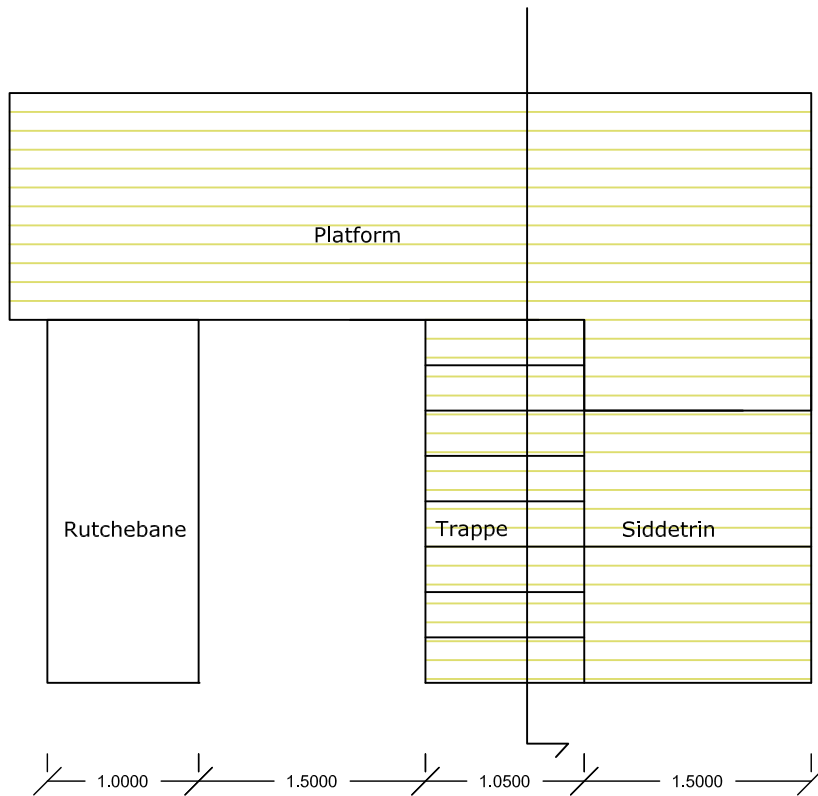 Platform
Rutchebane
Trappe
Siddetrin
1.0000
1.5000
1.0500
1.5000